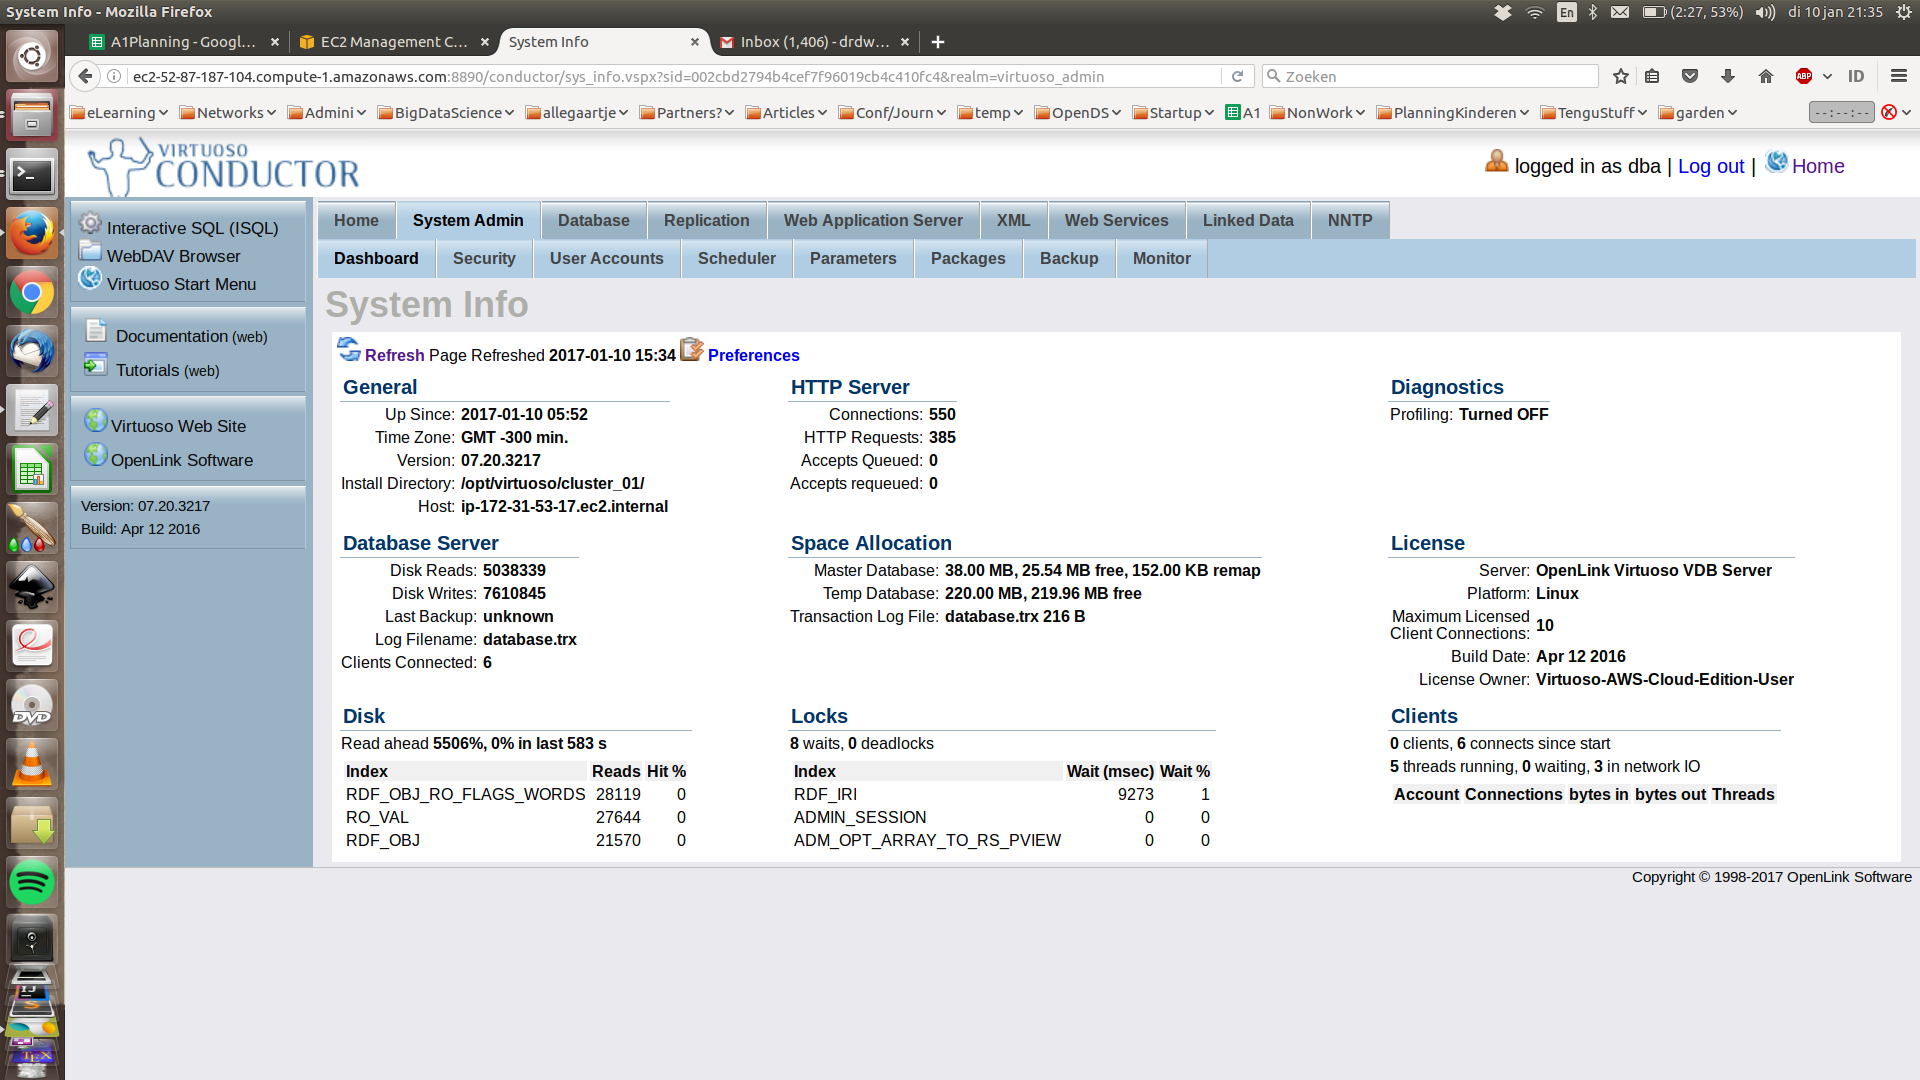 System Info - Mozilla Firefox
En
(2:27, 53%)
di 10 jan 21:35
A1Planning - Googl...
EC2 Management C...
System Info
Inbox (1,406) - drdw...
ec2-52-87-187-104.compute-1.amazonaws.com:8890/conductor/sys_info.vspx?sid=002cbd2794b4cef7f96019cb4c410fc4&realm=virtuoso_admin
Zoeken
ABP
ID
eLearning
Networks
Admini
BigDataScience
allegaartje
Partners?
Articles
Conf/Journ
temp
OpenDS
Startup
A1
NonWork
PlanningKinderen
TenguStuff
garden
--:--:--
VIRTUOSO
CONDUCTOR
logged in as dba | Log out | Home
Interactive SQL (ISQL)
WebDAV Browser
Virtuoso Start Menu
Documentation (web)
Tutorials (web)
Virtuoso Web Site
OpenLink Software
Version: 07.20.3217
Build: Apr 12 2016
Home
System Admin
Database
Replication
Web Application Server
XML
Web Services
Linked Data
NNTP
Dashboard
Security
User Accounts
Scheduler
Parameters
Packages
Backup
Monitor
System Info
Refresh Page Refreshed 2017-01-10 15:34 Preferences
General
Up Since: 2017-01-10 05:52
Time Zone: GMT -300 min.
Version: 07.20.3217
Install Directory: /opt/virtuoso/cluster_01/
Host: ip-172-31-53-17.ec2.internal
HTTP Server
Connections: 550
HTTP Requests: 385
Accepts Queued: 0
Accepts requeued: 0
Diagnostics
Profiling: Turned OFF
Database Server
Disk Reads: 5038339
Disk Writes: 7610845
Last Backup: unknown
Log Filename: database.trx
Clients Connected: 6
Space Allocation
Master Database: 38.00 MB, 25.54 MB free, 152.00 KB remap
Temp Database: 220.00 MB, 219.96 MB free
Transaction Log File: database.trx 216 B
License
Server: OpenLink Virtuoso VDB Server
Platform: Linux
Maximum Licensed
Client Connections: 10
Build Date: Apr 12 2016
License Owner: Virtuoso-AWS-Cloud-Edition-User
Disk
Read ahead 5506%, 0% in last 583 s
Index Reads Hit %
RDF_OBJ_RO_FLAGS_WORDS 28119 0
RO_VAL 27644 0
RDF_OBJ 21570 0
Locks
8 waits, 0 deadlocks
Index Wait (msec) Wait %
RDF_IRI 9273 1
ADMIN_SESSION 0 0
ADM_OPT_ARRAY_TO_RS_PVIEW 0 0
Clients
0 clients, 6 connects since start
5 threads running, 0 waiting, 3 in network IO
Account Connections bytes in bytes out Threads
Copyright © 1998-2017 OpenLink Software
DVD
IJ
S
TEX